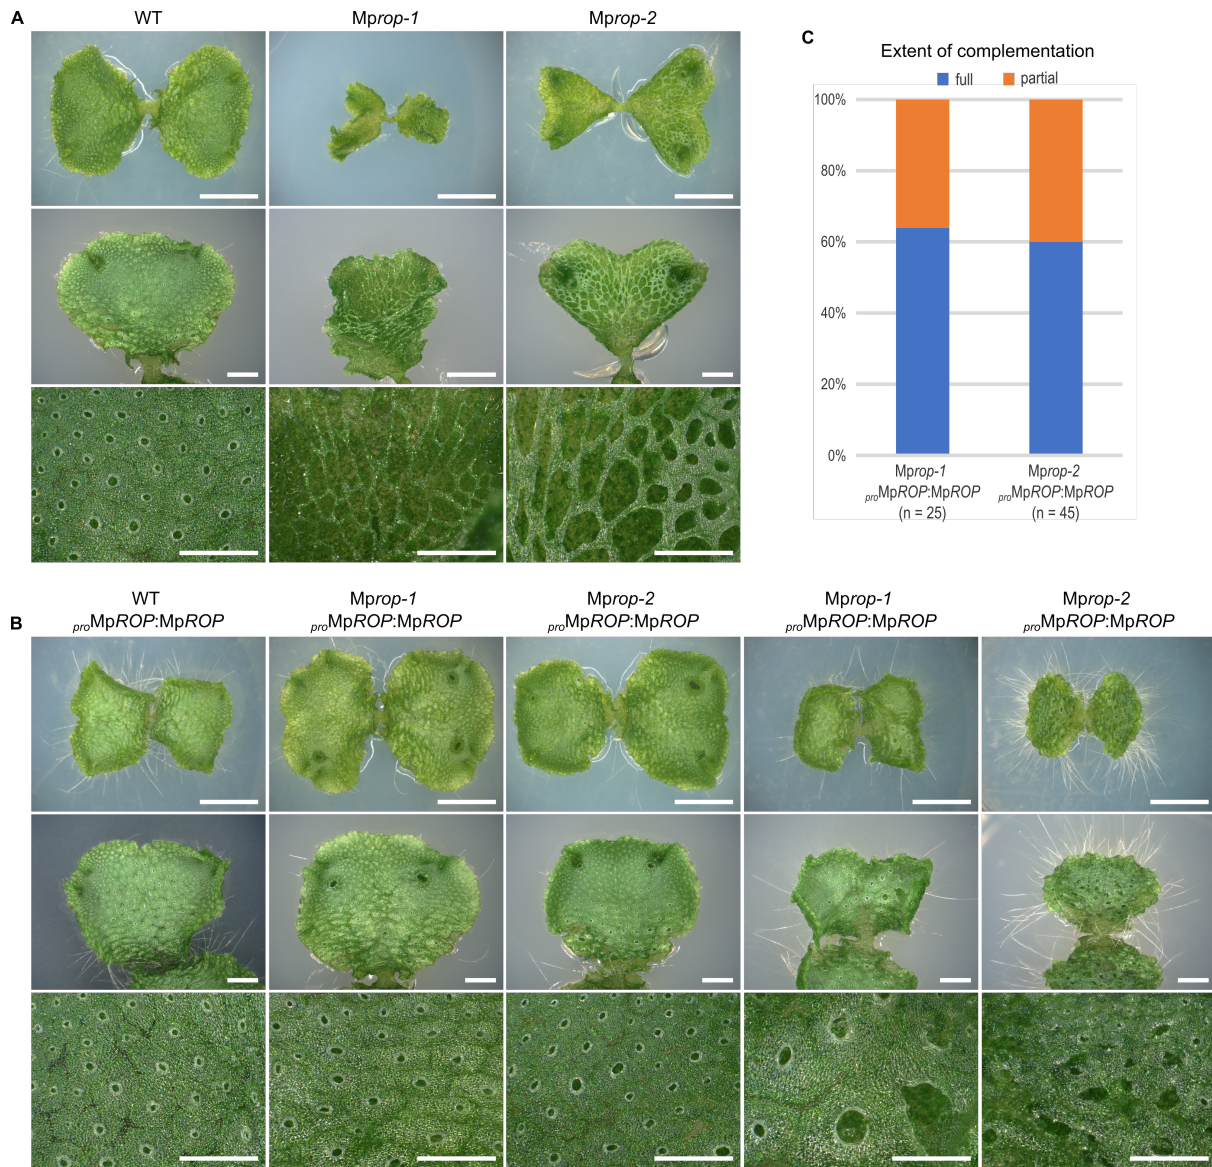 A
WT
Mprop-1
Mprop-2
C
Extent of complementation
full
partial
100%
80%
60%
40%
20%
0%
Mprop-1
proMpROP:MpROP
(n = 25)
Mprop-2
proMpROP:MpROP
(n = 45)
B
WT
proMpROP:MpROP
Mprop-1
proMpROP:MpROP
Mprop-2
proMpROP:MpROP
Mprop-1
proMpROP:MpROP
Mprop-2
proMpROP:MpROP